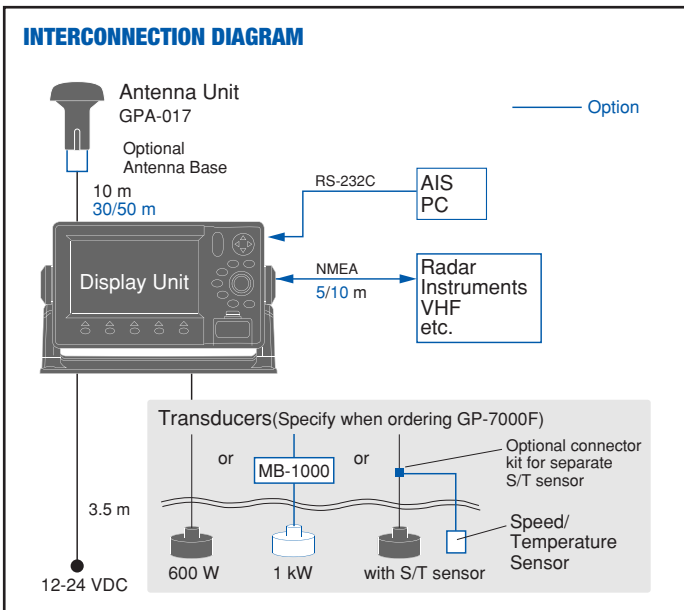 INTERCONNECTION DIAGRAM
Antenna Unit
GPA-017
Option
Optional
Antenna Base
10 m
30/50 m
RS-232C
AIS
PC
Display Unit
NMEA
5/10 m
Radar
Instruments
VHF
etc.
Transducers(Specify when ordering GP-7000F)
or
MB-1000
or
Optional connector
kit for separate
S/T sensor
3.5 m
Speed/
Temperature
Sensor
600 W
1 kW
with S/T sensor
12-24 VDC